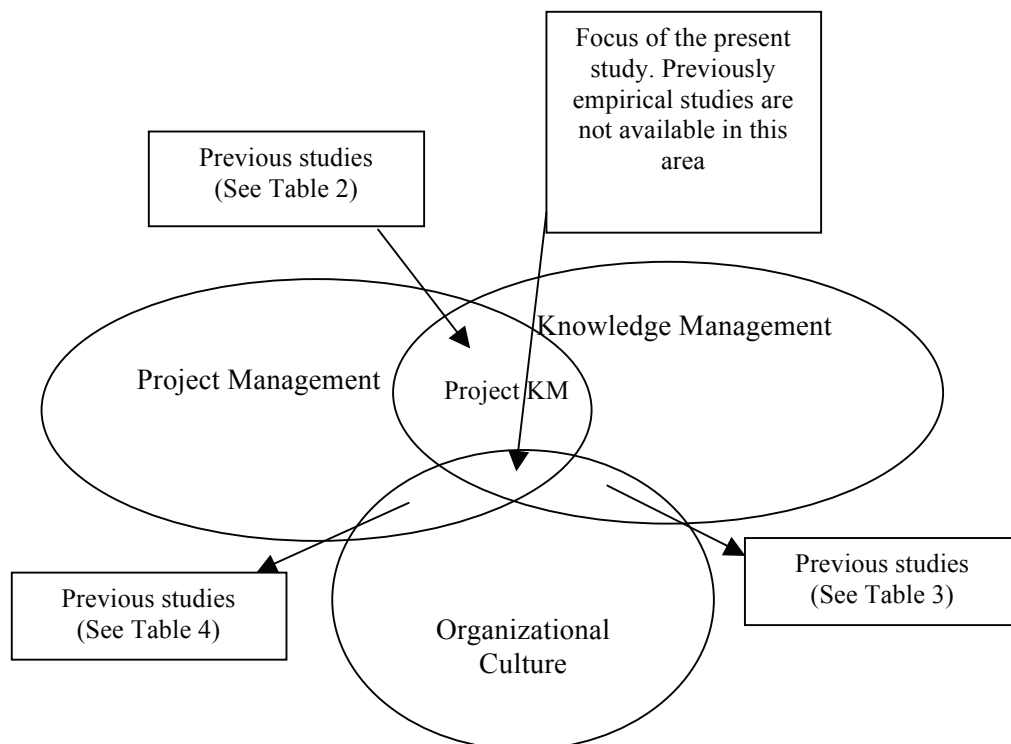 Focus of the present
study. Previously
empirical studies are
not available in this
area
Previous studies
(See Table 2)
Knowledge Management
Project Management
Project KM
Previous studies
(See Table 3)
Previous studies
(See Table 4)
Organizational
Culture